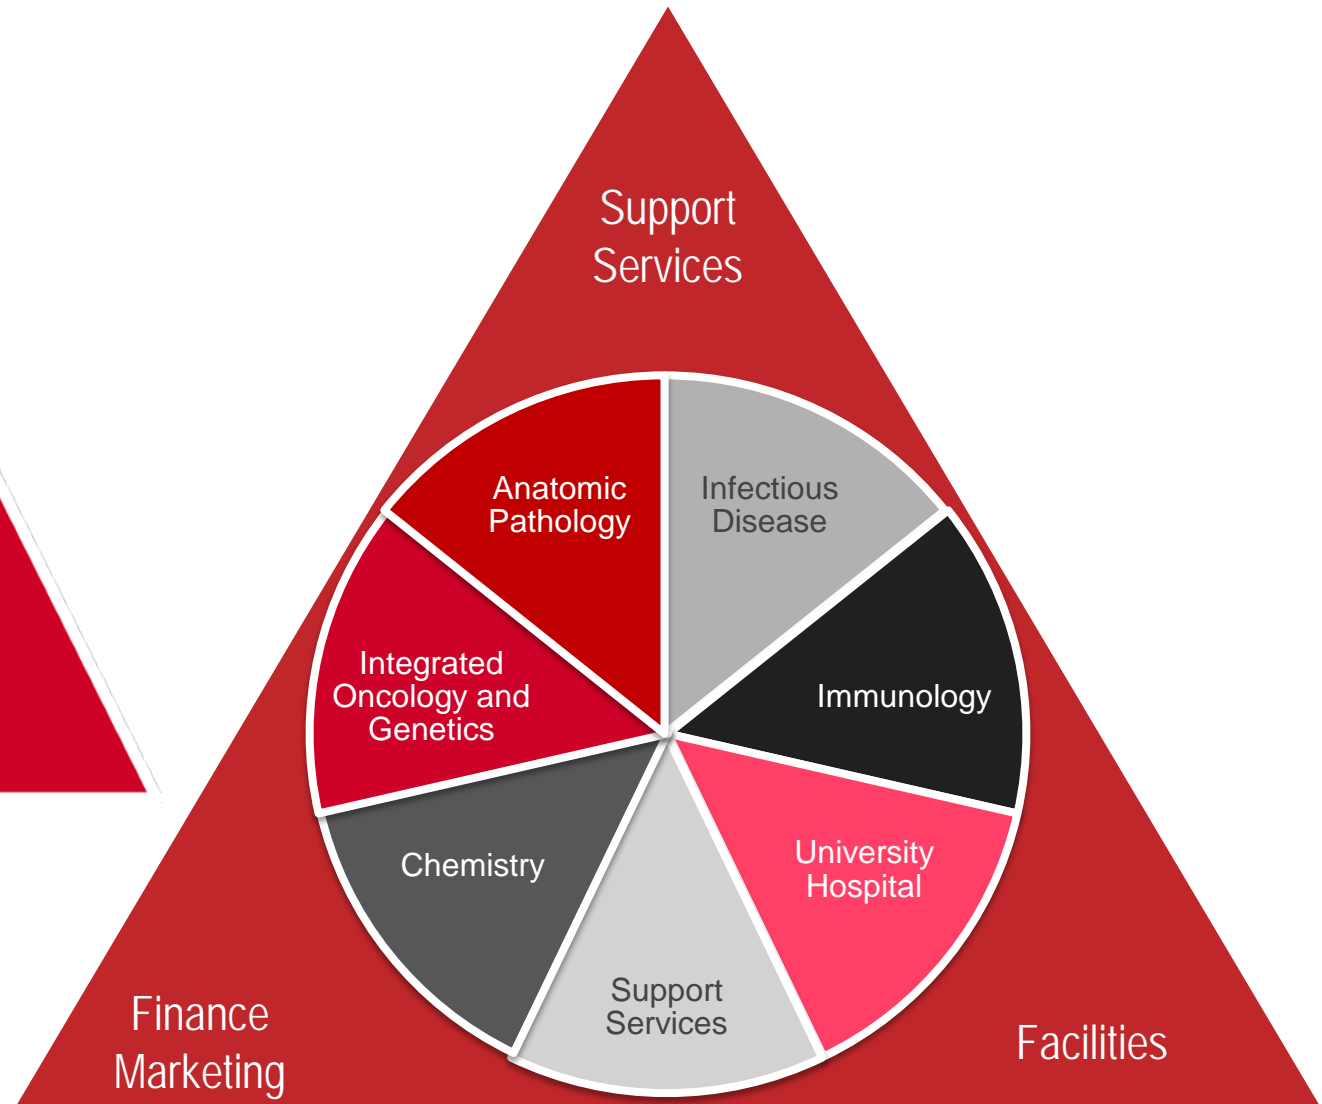 Support
Services
Anatomic
Pathology
Infectious
Disease
Integrated
Oncology and
Genetics
Immunology
Chemistry
University
Hospital
Support
Services
Finance
Marketing
Facilities